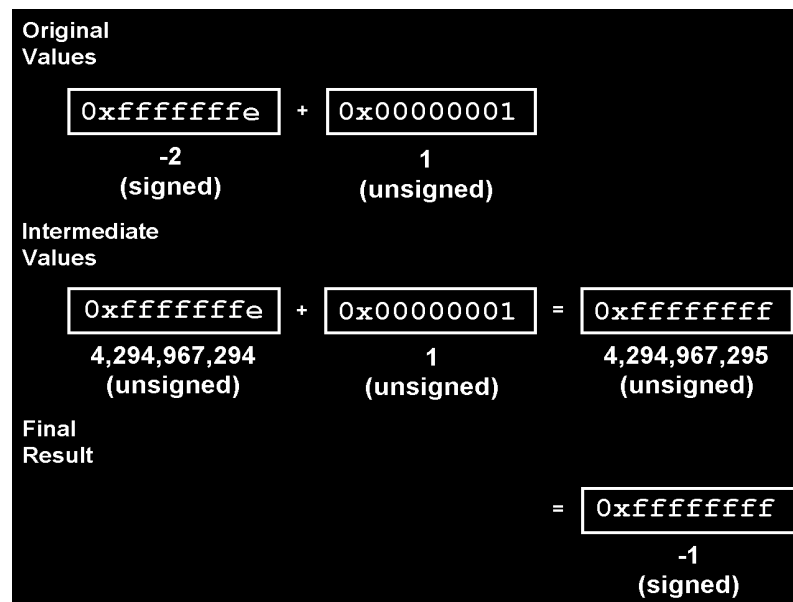 Original
Values
0xfffffffe + 0x00000001
-2 1
(signed) (unsigned)
Intermediate
Values
0xfffffffe + 0x00000001 = 0xffffffff
4,294,967,294 1 4,294,967,295
(unsigned) (unsigned) (unsigned)
Final
Result
= 0xffffffff
-1
(signed)